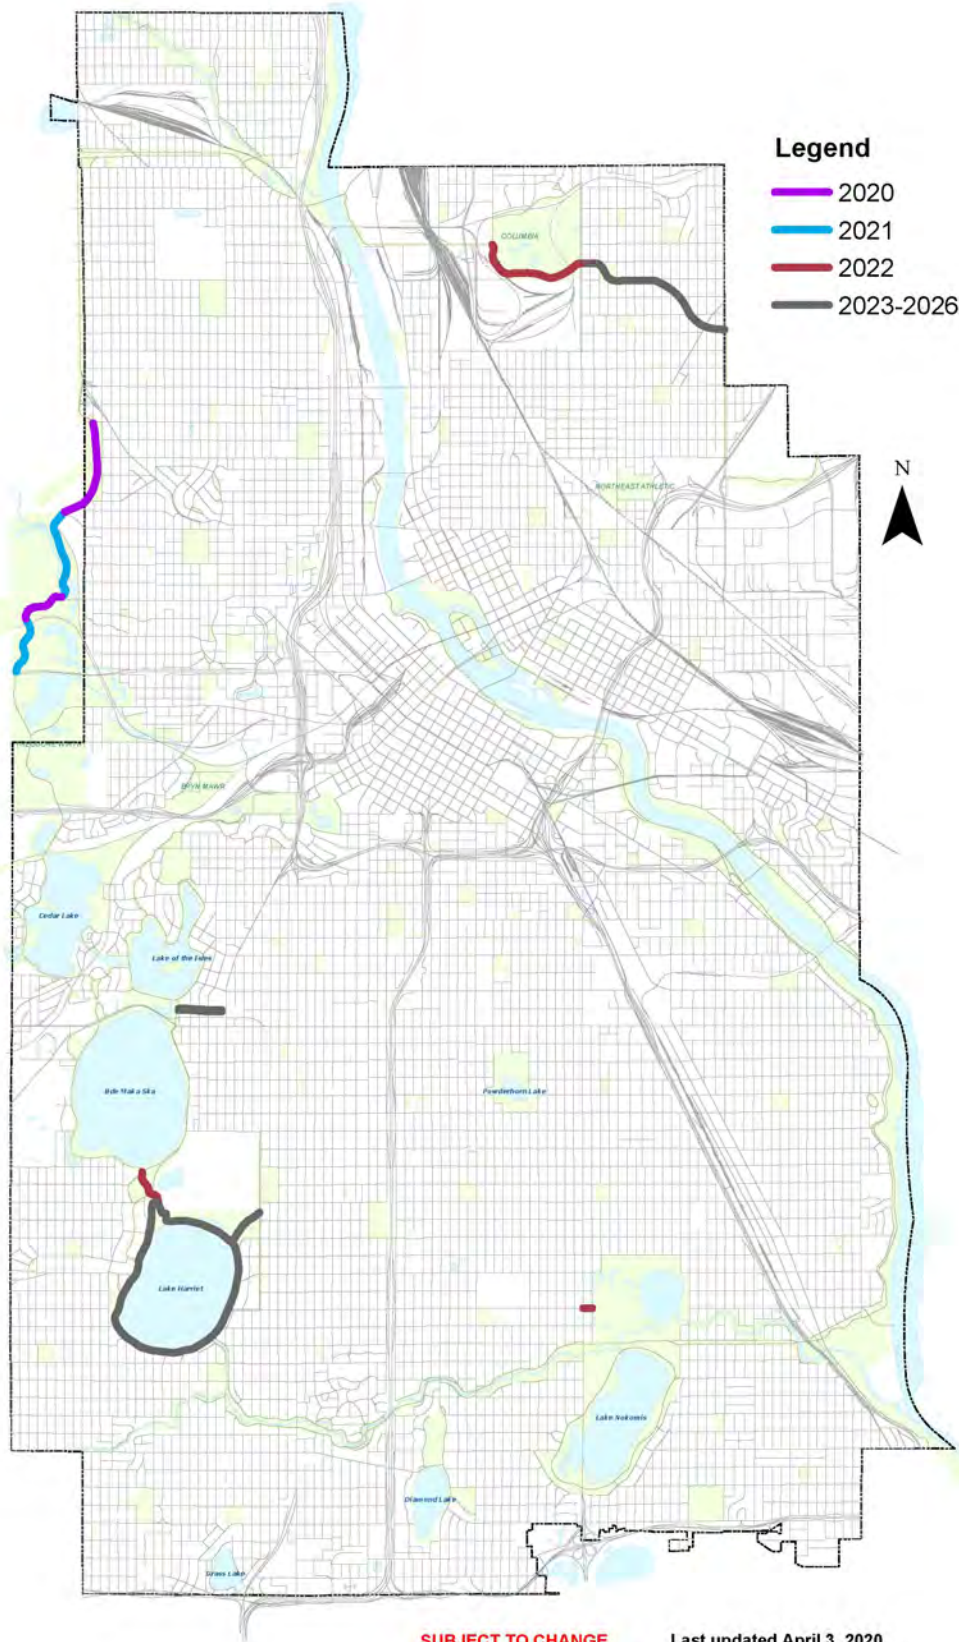 Legend
2020
2021
2022
2023-2026
COLUMBIA
NORTHEAST ATHLETIC
N
BRYN MAWR
Cedar Lake
Lake of the Isles
Bde Maka Ska
Powderhorn Lake
Lake Harriet
Lake Nokomis
Diamond Lake
Grass Lake
SUBJECT TO CHANGE
Last updated April 3, 2020